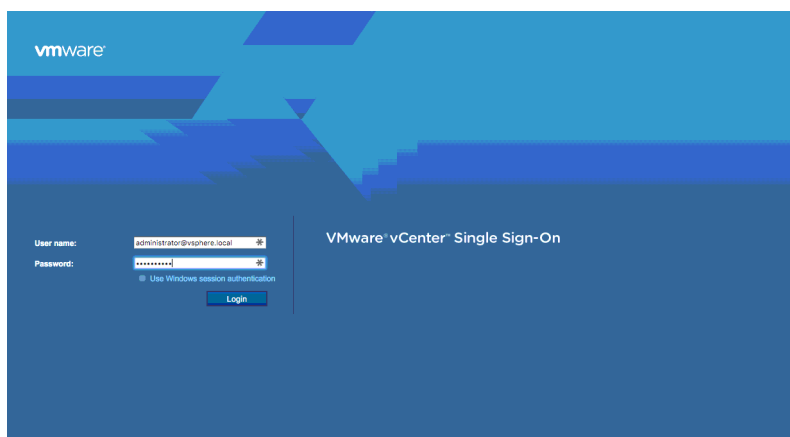 vmware®
User name:
administrator@vsphere.local
VMware® vCenter™ Single Sign-On
Password:
••••••••••
Use Windows session authentication
Login